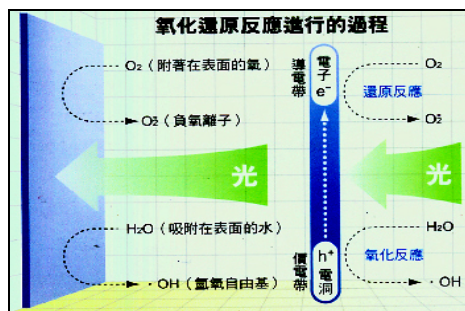 氧化還原反應進行的過程
O₂（附著在表面的氧）
O₂⁻（負氧離子）
光
H₂O（吸附在表面的水）
·OH（氫氧自由基）
導電帶
電子 e⁻
價電帶
h⁺ 電洞
O₂
還原反應
O₂⁻
光
H₂O
氧化反應
·OH